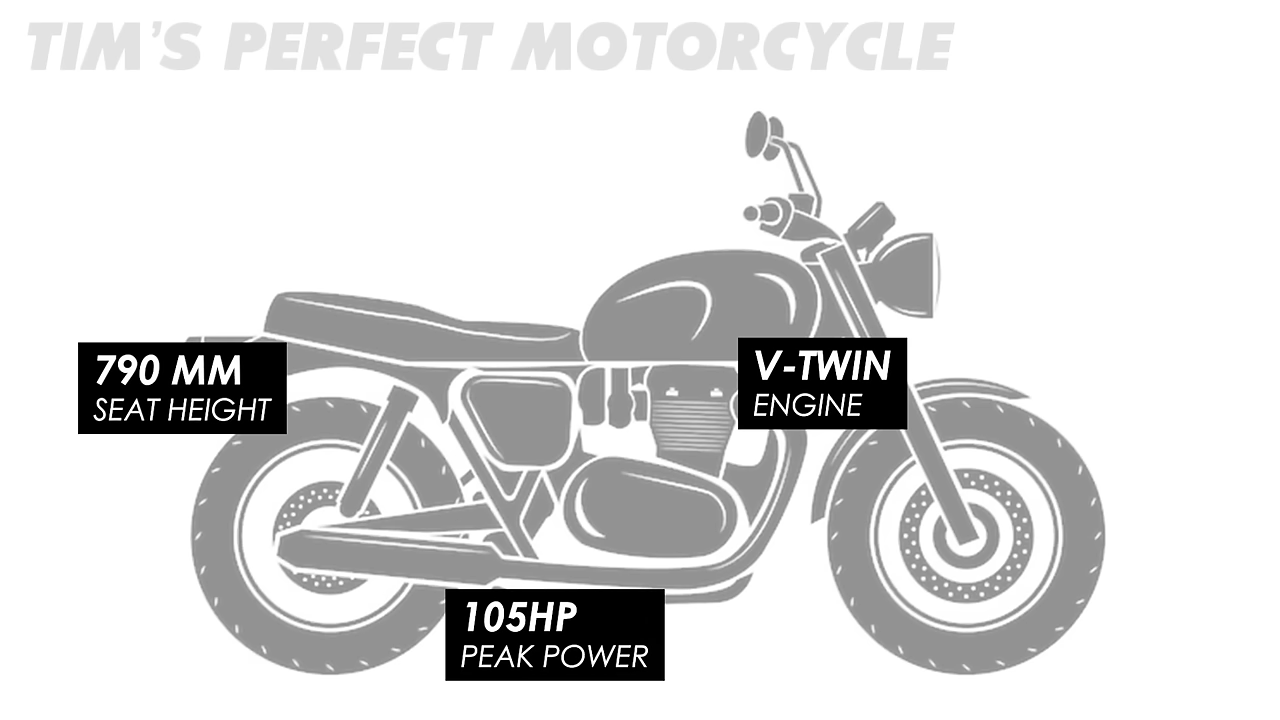 TIM'S PERFECT MOTORCYCLE
790 MM
SEAT HEIGHT
V-TWIN
ENGINE
105HP
PEAK POWER